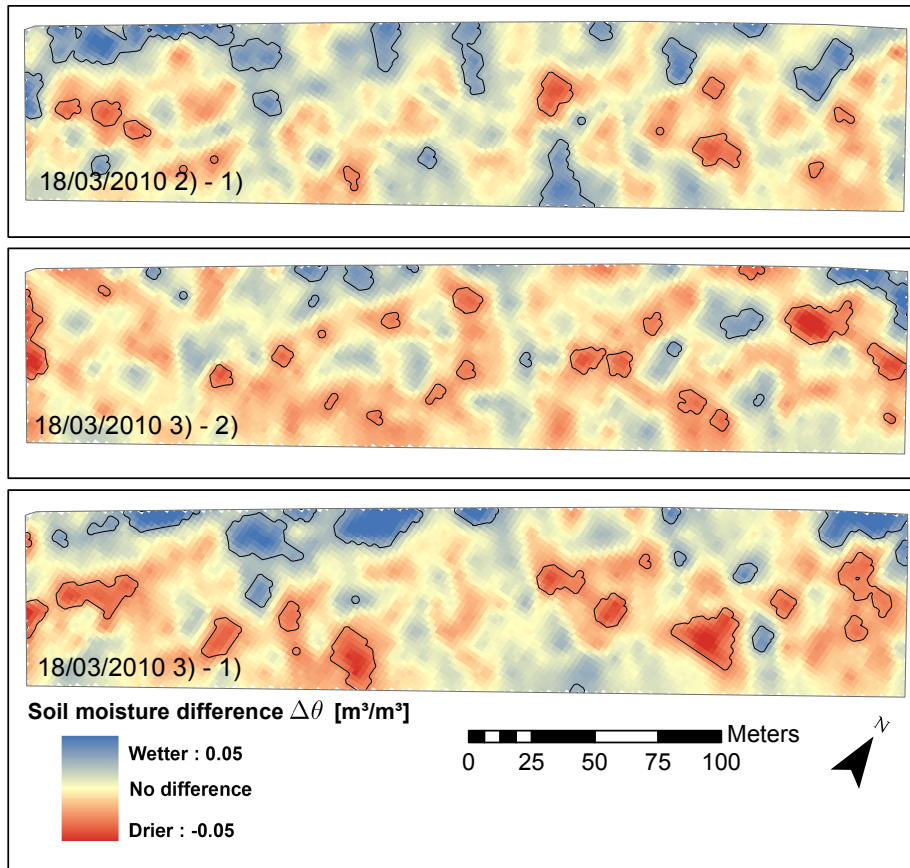 18/03/2010 2) - 1)
18/03/2010 3) - 2)
18/03/2010 3) - 1)
Soil moisture difference Δθ [m³/m³]
Wetter : 0.05
No difference
Drier : -0.05
Meters
0 25 50 75 100
N